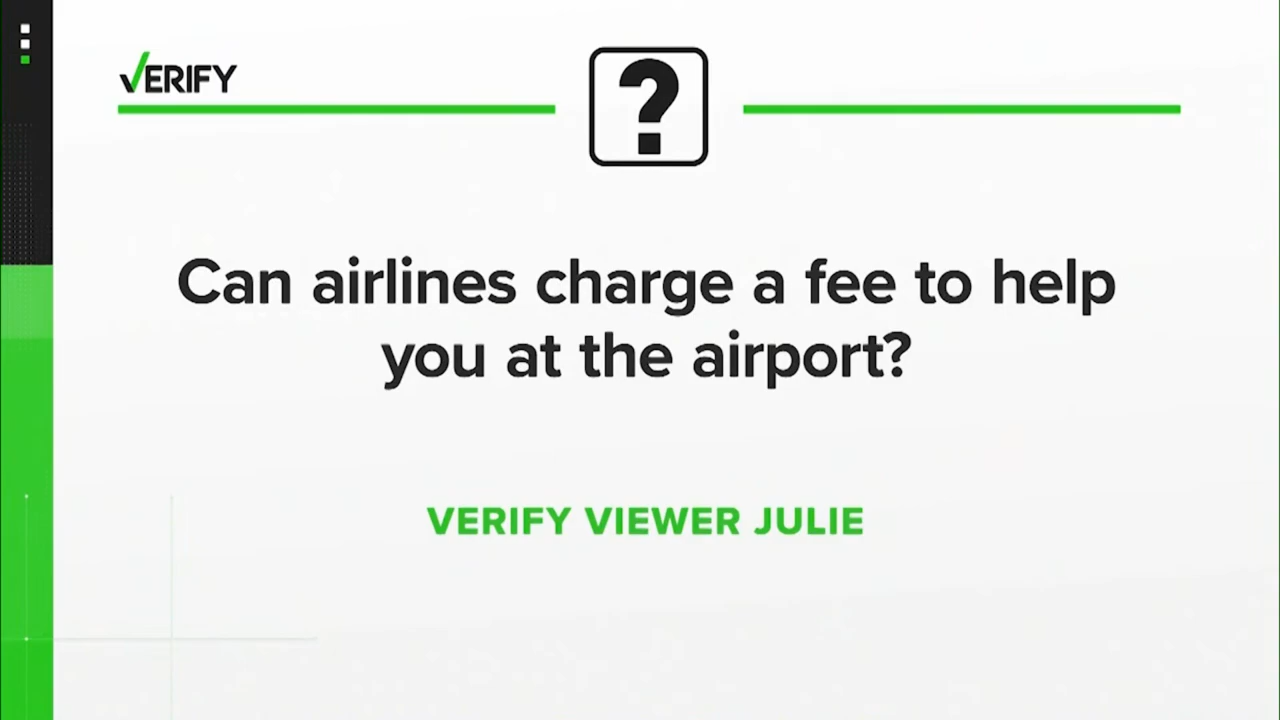 VERIFY
?
Can airlines charge a fee to help
you at the airport?
VERIFY VIEWER JULIE